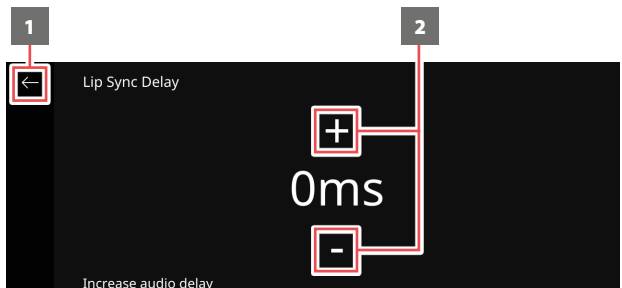 1 2
← Lip Sync Delay
+
0ms
-
Increase audio delay